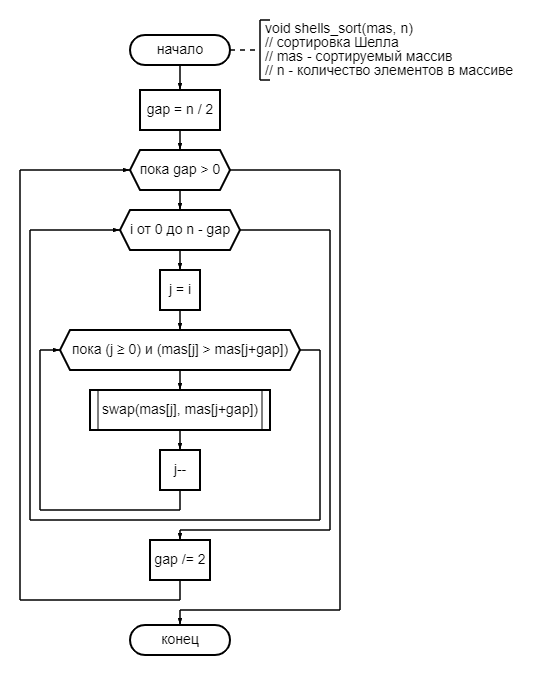 начало
void shells_sort(mas, n)
// сортировка Шелла
// mas - сортируемый массив
// n - количество элементов в массиве
gap = n / 2
пока gap > 0
i от 0 до n - gap
j = i
пока (j ≥ 0) и (mas[j] > mas[j+gap])
swap(mas[j], mas[j+gap])
j--
gap /= 2
конец